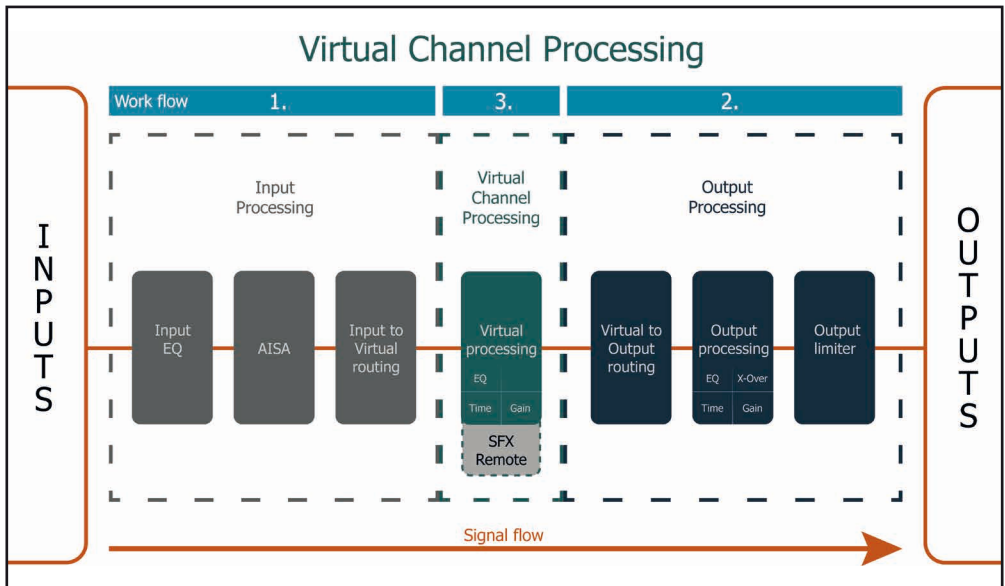 Virtual Channel Processing
Work flow
1.
3.
2.
INPUTS
Input
Processing
Virtual
Channel
Processing
Output
Processing
Input
EQ
AISA
Input to
Virtual
routing
Virtual
processing
EQ
Time
Gain
SFX
Remote
Virtual to
Output
routing
Output
processing
EQ
X-Over
Time
Gain
Output
limiter
OUTPUTS
Signal flow